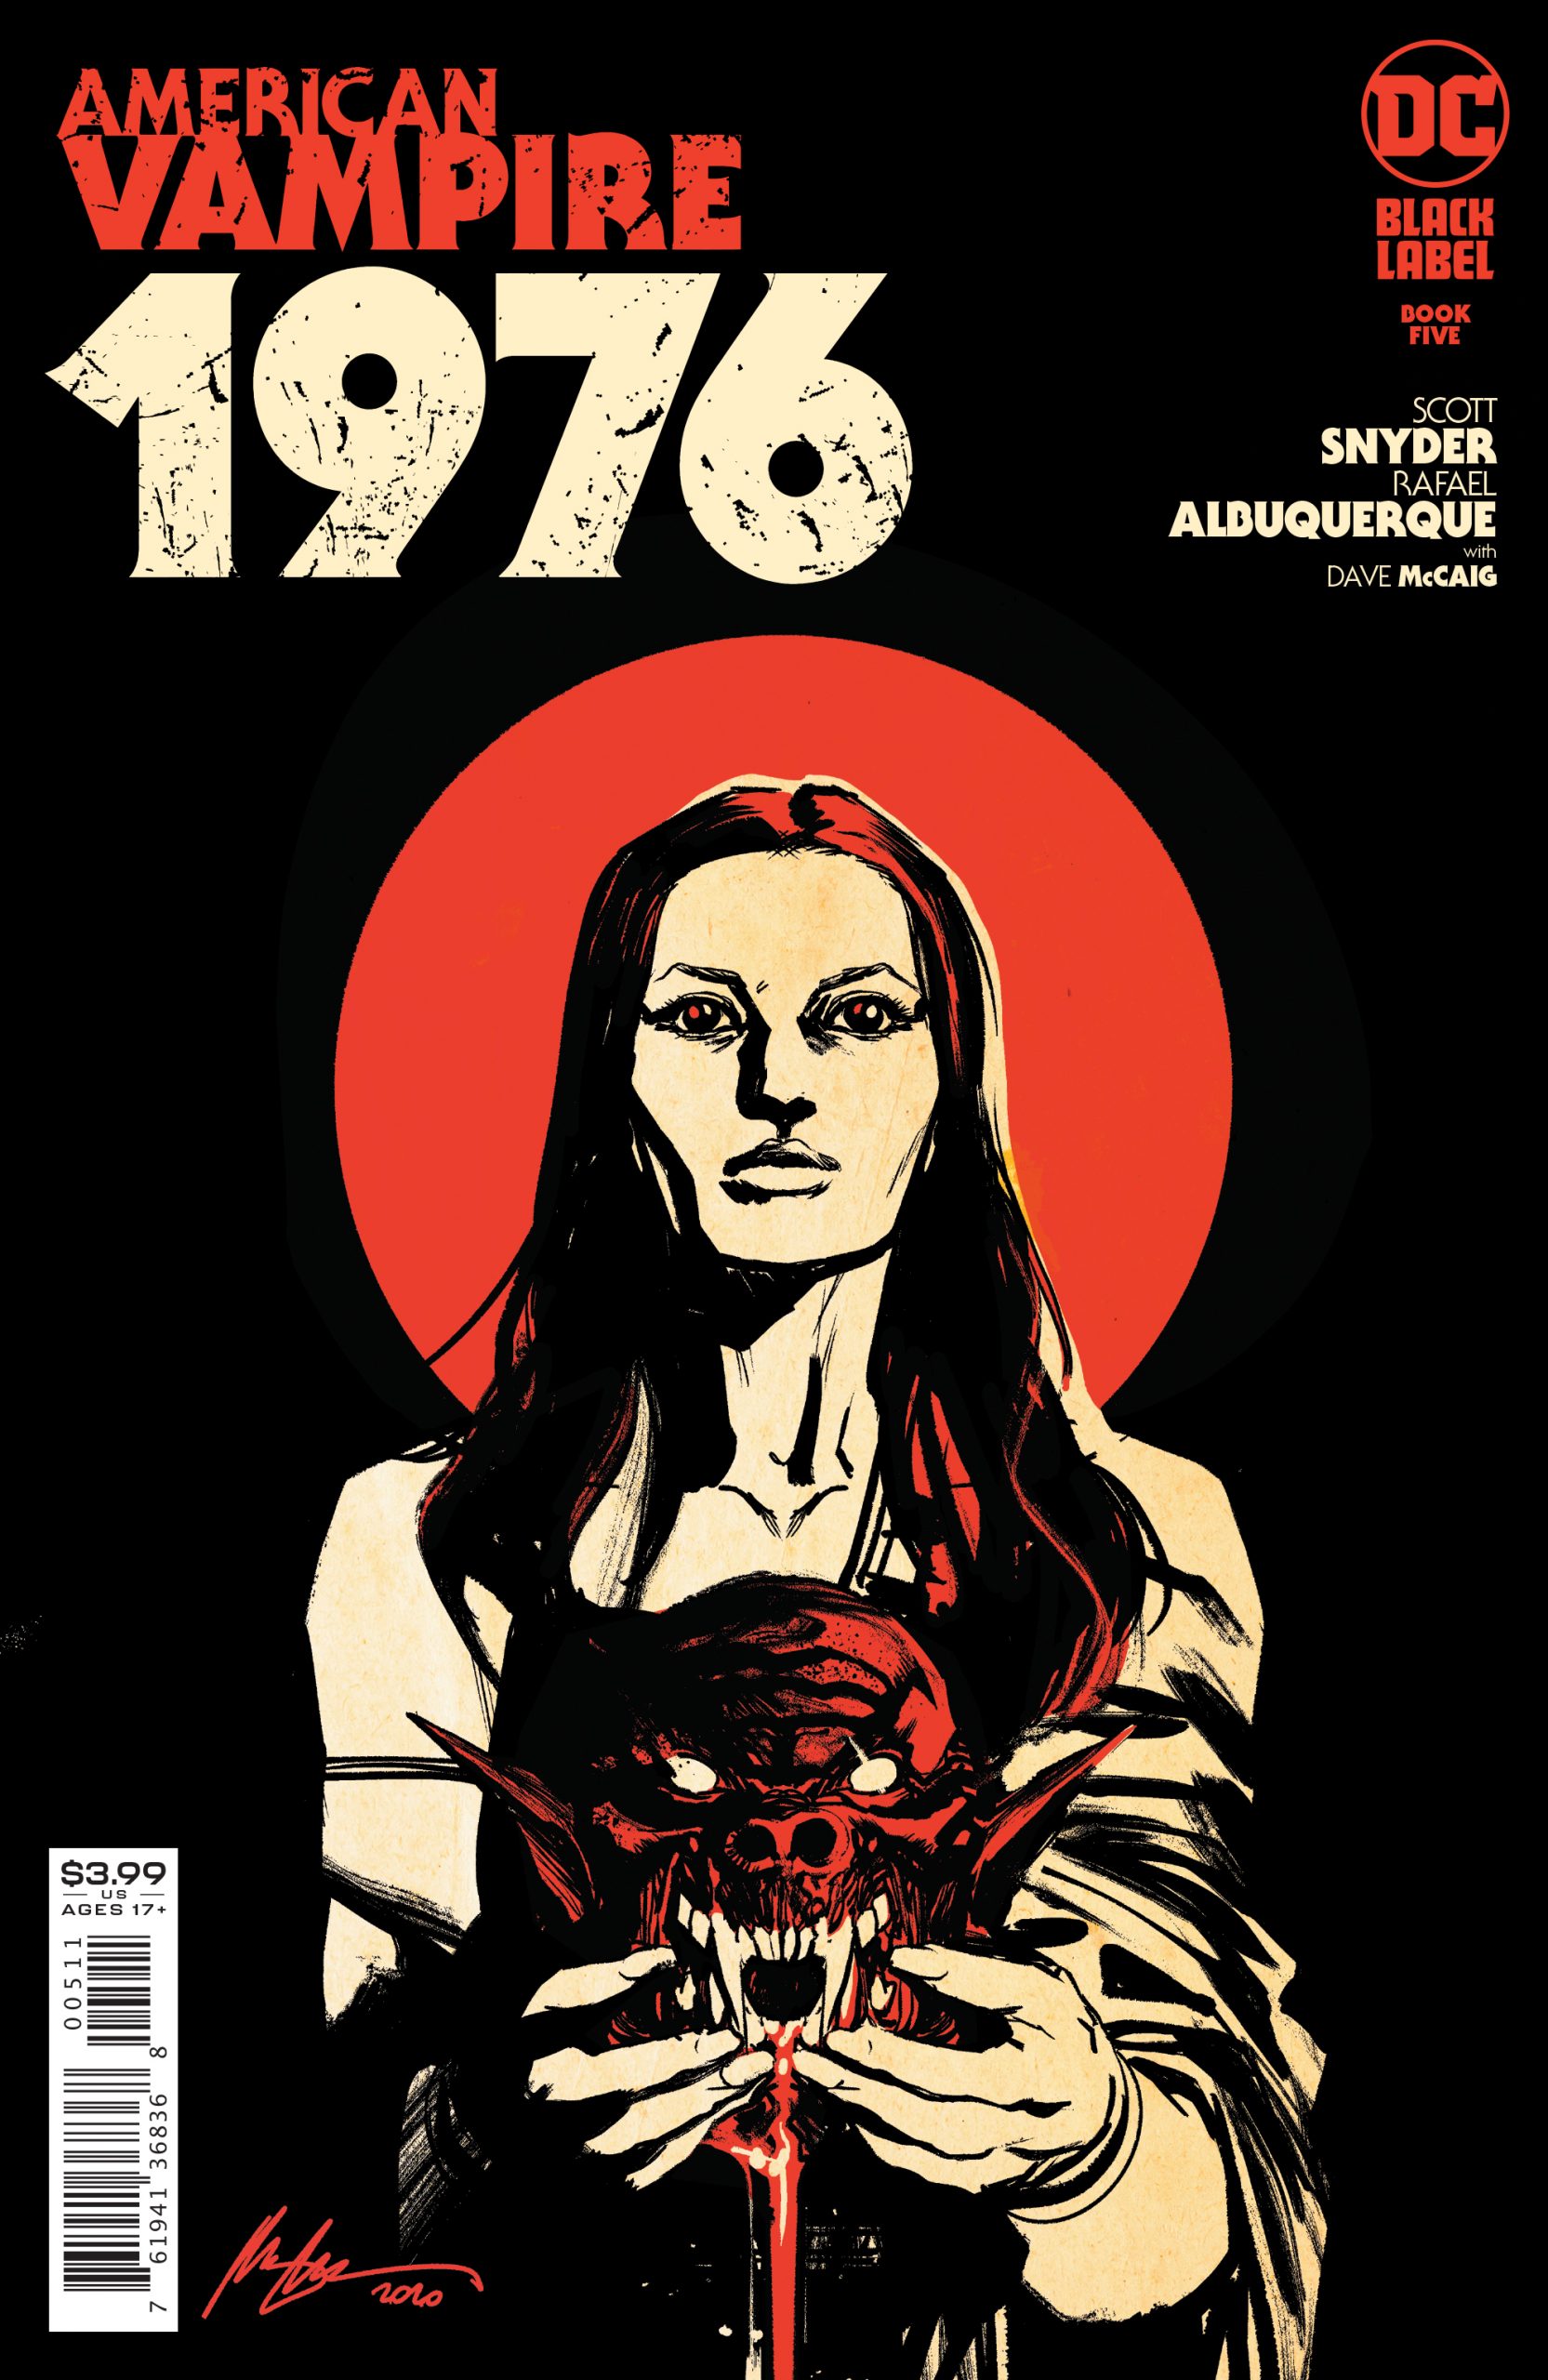 AMERICAN
VAMPIRE
1976
DC
BLACK
LABEL
BOOK
FIVE
SCOTT
SNYDER
RAFAEL
ALBUQUERQUE
with
DAVE McCAIG
$3.99
US
AGES 17+
00511
7 61941 36836 8
2020